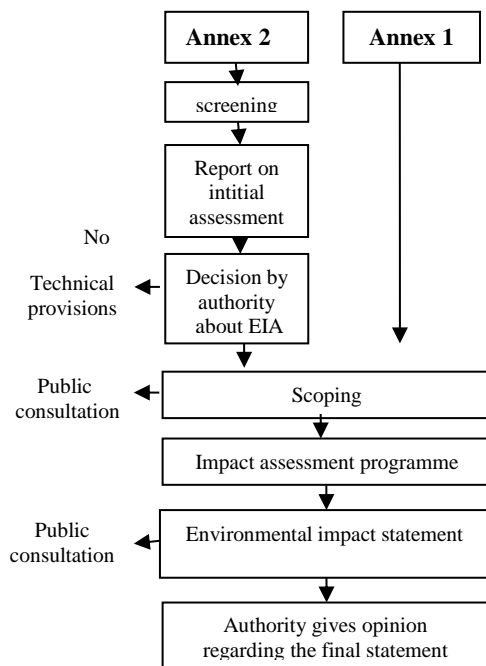 Annex 2
Annex 1
screening
Report on
intitial
assessment
No
Technical
provisions
Decision by
authority
about EIA
Public
consultation
Scoping
Impact assessment programme
Public
consultation
Environmental impact statement
Authority gives opinion
regarding the final statement